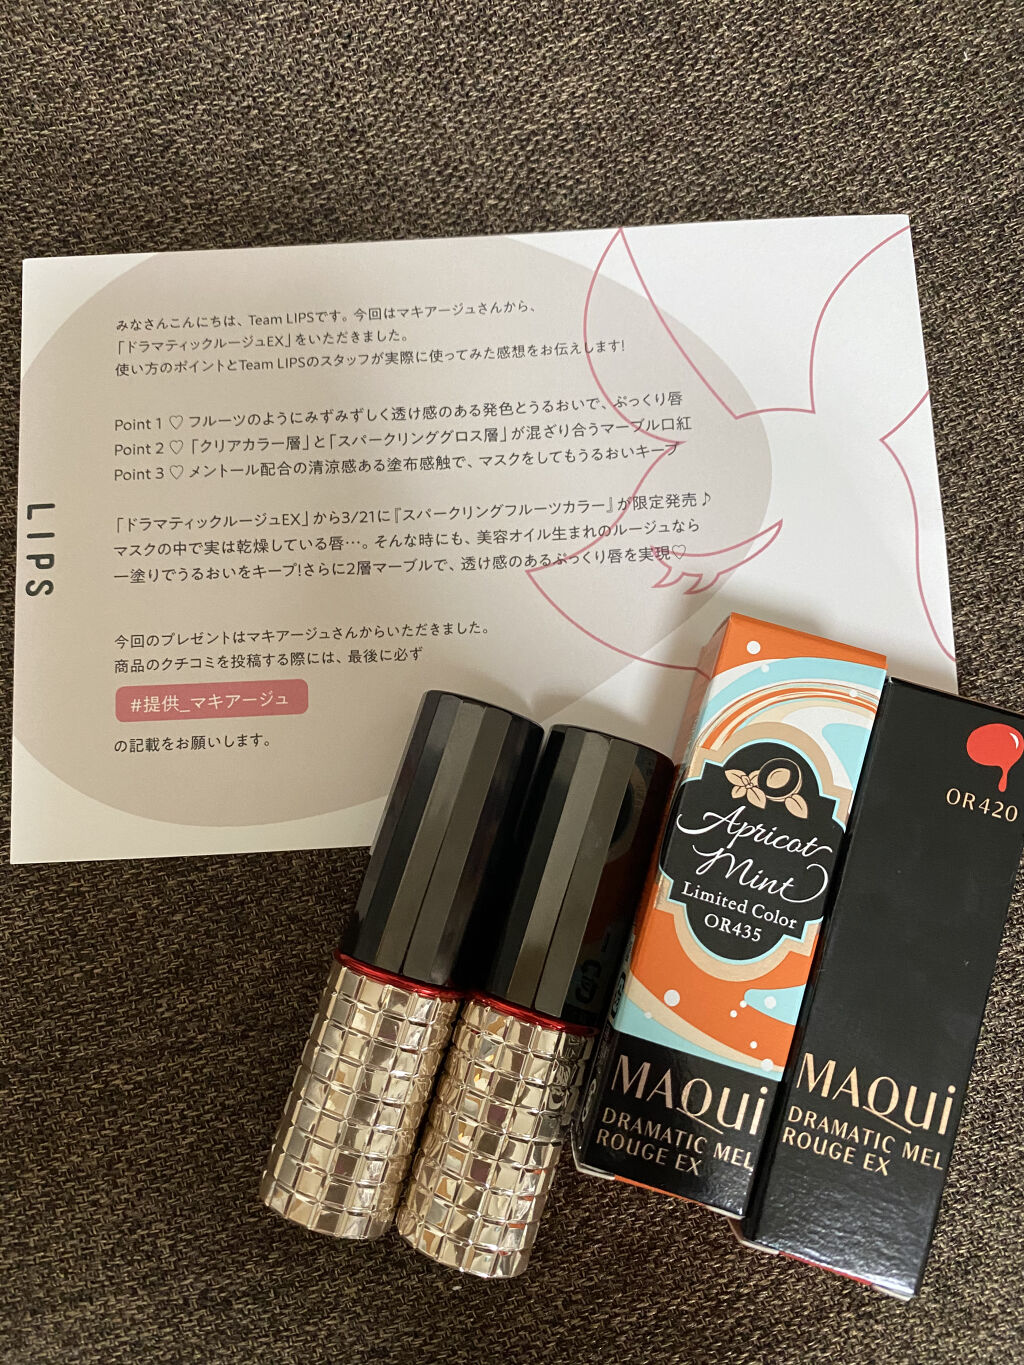 みなさんこんにちは、Team LIPSです。今回はマキアージュさんから、
「ドラマティックルージュEX」をいただきました。
使い方のポイントとTeam LIPSのスタッフが実際に使ってみた感想をお伝えします!
Point 1 ♡ フルーツのようにみずみずしく透け感のある発色とうるおいで、ぷっくり唇
Point 2 ♡ 「クリアカラー層」と「スパークリンググロス層」が混ざり合うマーブル口紅
Point 3 ♡ メントール配合の清涼感ある塗布感触で、マスクをしてもうるおいキープ
「ドラマティックルージュEX」から3/21に『スパークリングフルーツカラー』が限定発売♪
マスクの中で実は乾燥している唇…。そんな時にも、美容オイル生まれのルージュなら
一塗りでうるおいをキープ!さらに2層マーブルで、透け感のあるぷっくり唇を実現♡
今回のプレゼントはマキアージュさんからいただきました。
商品のクチコミを投稿する際には、最後に必ず
#提供_マキアージュ
の記載をお願いします。
LIPS
Apricot
Mint
Limited Color
OR435
MAQui
DRAMATIC MEL
ROUGE EX
OR420
MAQui
DRAMATIC MEL
ROUGE EX